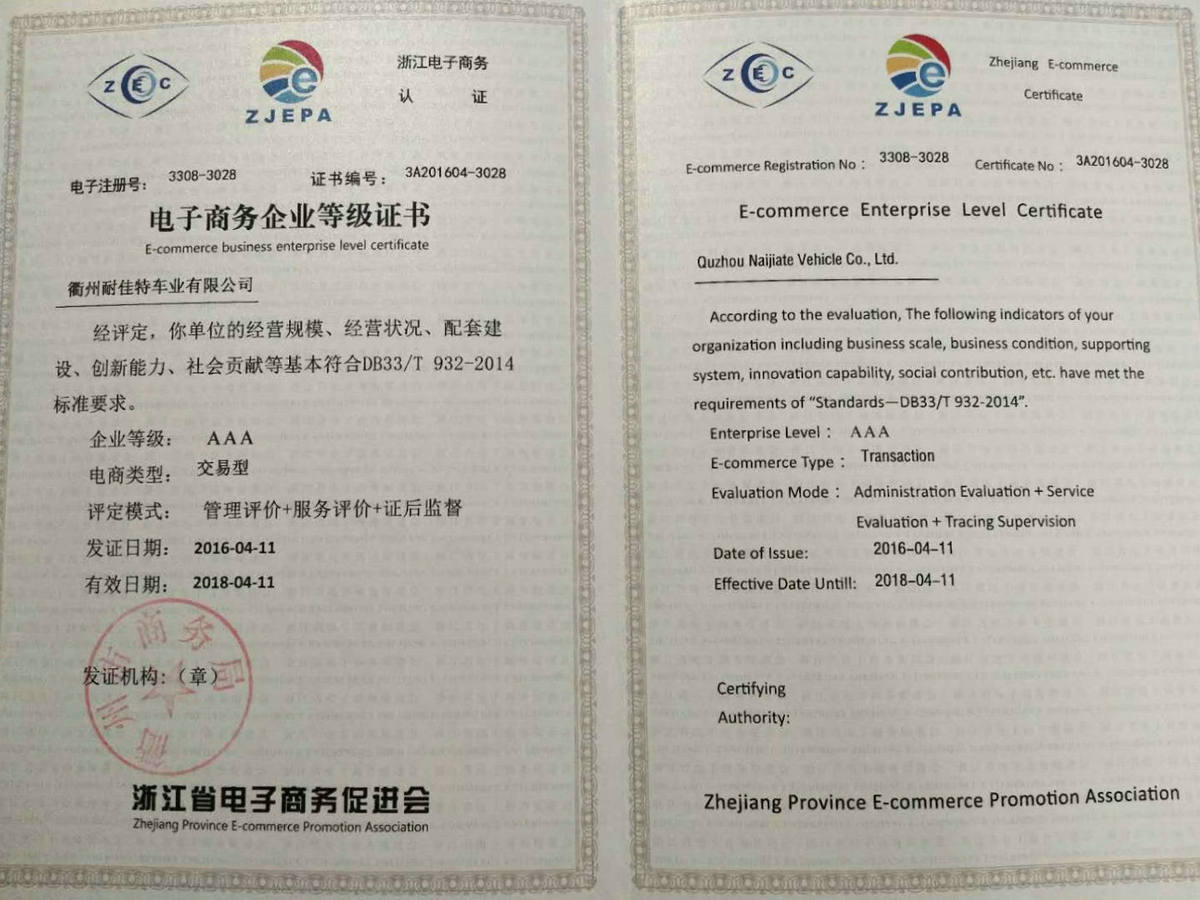 ZEC
e
ZJEPA
浙江电子商务
认 证
电子注册号： 3308-3028 证书编号： 3A201604-3028
电子商务企业等级证书
E-commerce business enterprise level certificate
衢州耐佳特车业有限公司
经评定，你单位的经营规模、经营状况、配套建
设、创新能力、社会贡献等基本符合DB33/T 932-2014
标准要求。
企业等级： AAA
电商类型： 交易型
评定模式： 管理评价+服务评价+证后监督
发证日期： 2016-04-11
有效日期： 2018-04-11
发证机构:（章）
衢州市商务局
浙江省电子商务促进会
Zhejiang Province E-commerce Promotion Association
ZEC
e
ZJEPA
Zhejiang E-commerce
Certificate
E-commerce Registration No： 3308-3028 Certificate No： 3A201604-3028
E-commerce Enterprise Level Certificate
Quzhou Naijiate Vehicle Co., Ltd.
According to the evaluation, The following indicators of your
organization including business scale, business condition, supporting
system, innovation capability, social contribution, etc. have met the
requirements of “Standards—DB33/T 932-2014”.
Enterprise Level： AAA
E-commerce Type： Transaction
Evaluation Mode： Administration Evaluation + Service
Evaluation + Tracing Supervision
Date of Issue: 2016-04-11
Effective Date Untill: 2018-04-11
Certifying
Authority:
Zhejiang Province E-commerce Promotion Association